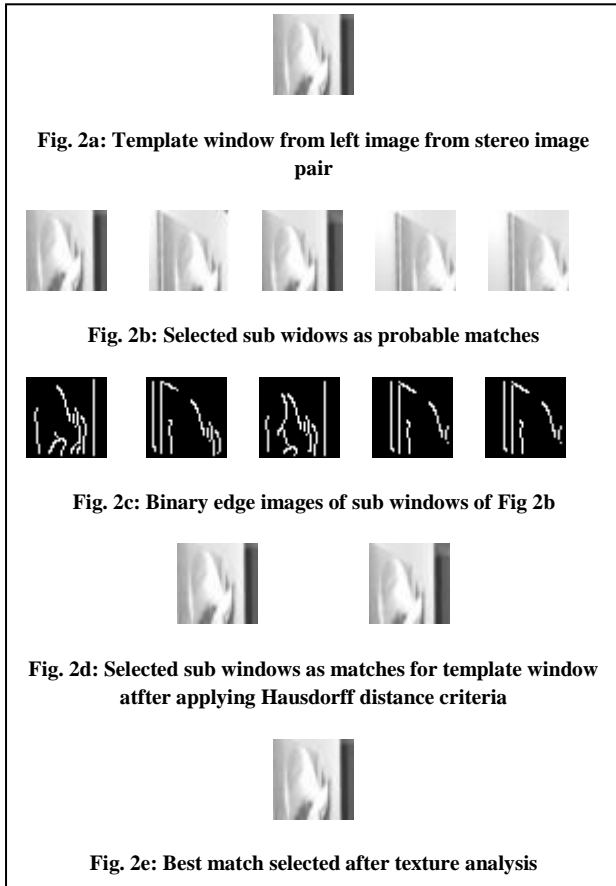 Fig. 2a: Template window from left image from stereo image
pair
Fig. 2b: Selected sub widows as probable matches
Fig. 2c: Binary edge images of sub windows of Fig 2b
Fig. 2d: Selected sub windows as matches for template window
atfter applying Hausdorff distance criteria
Fig. 2e: Best match selected after texture analysis